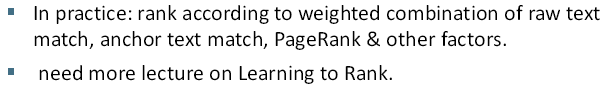 In practice: rank according to weighted combination of raw text
match, anchor text match, PageRank & other factors.
need more lecture on Learning to Rank.